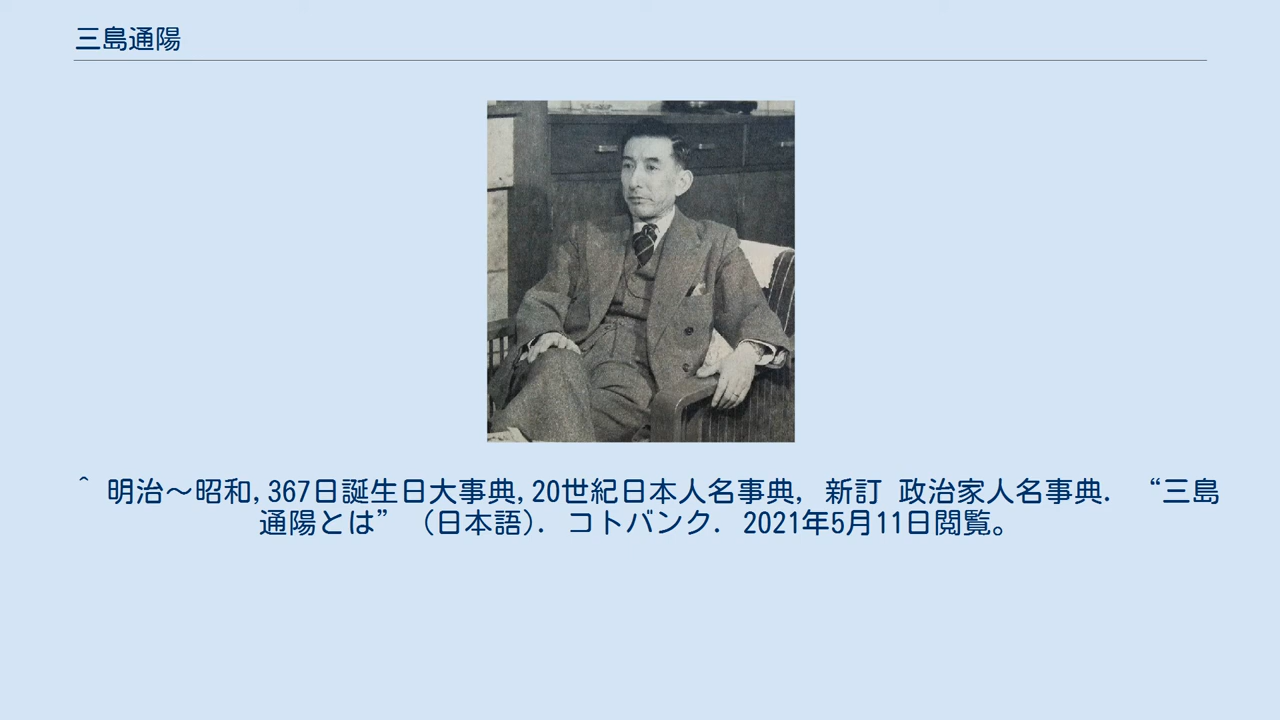 三島通陽
^ 明治～昭和,367日誕生日大事典,20世紀日本人名事典, 新訂 政治家人名事典. “三島
通陽とは” (日本語). コトバンク. 2021年5月11日閲覧。